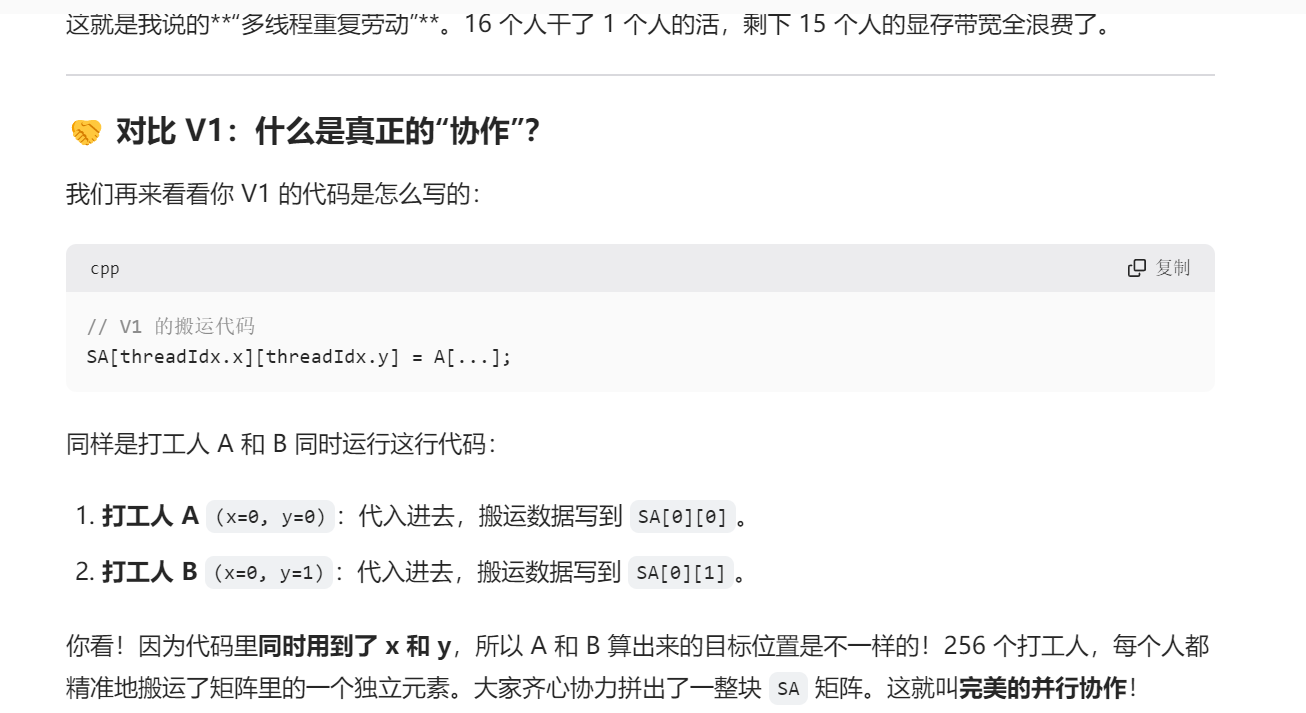 这就是我说的**“多线程重复劳动”**。16 个人干了 1 个人的活，剩下 15 个人的显存带宽全浪费了。
🤝 对比 V1：什么是真正的“协作”？
我们再来看看你 V1 的代码是怎么写的：
cpp 复制
// V1 的搬运代码
SA[threadIdx.x][threadIdx.y] = A[...];
同样是打工人 A 和 B 同时运行这行代码：
1. 打工人 A (x=0, y=0)：代入进去，搬运数据写到 SA[0][0]。
2. 打工人 B (x=0, y=1)：代入进去，搬运数据写到 SA[0][1]。
你看！因为代码里同时用到了 x 和 y，所以 A 和 B 算出来的目标位置是不一样的！256 个打工人，每个人都
精准地搬运了矩阵里的一个独立元素。大家齐心协力拼出了一整块 SA 矩阵。这就叫完美的并行协作！